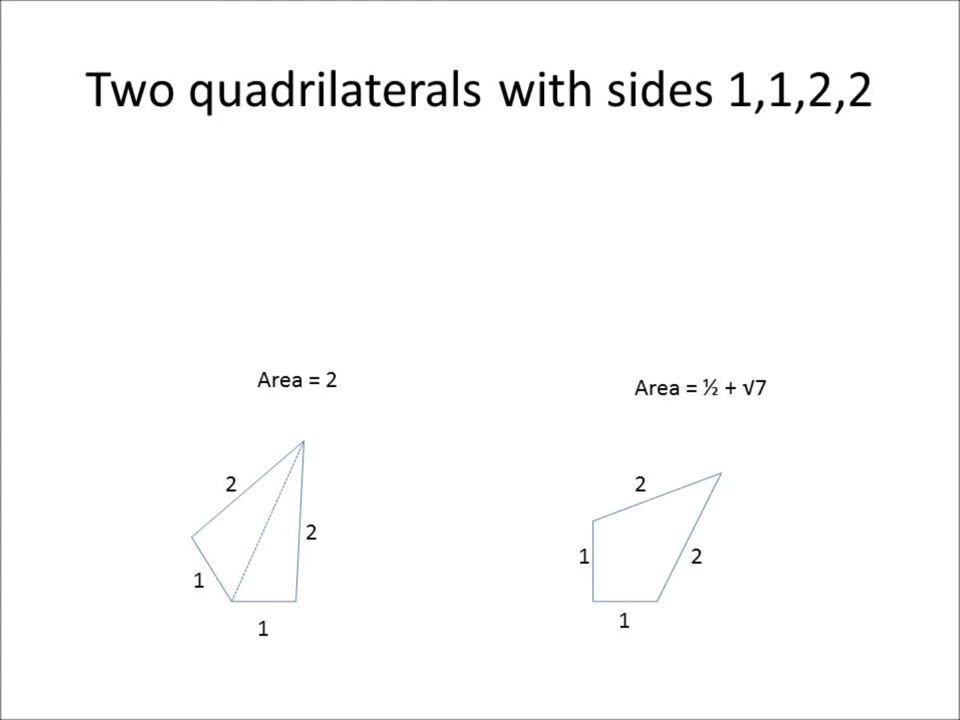 Two quadrilaterals with sides 1,1,2,2
Area = 2
2
2
1
1
Area = ½ + √7
2
1
2
1